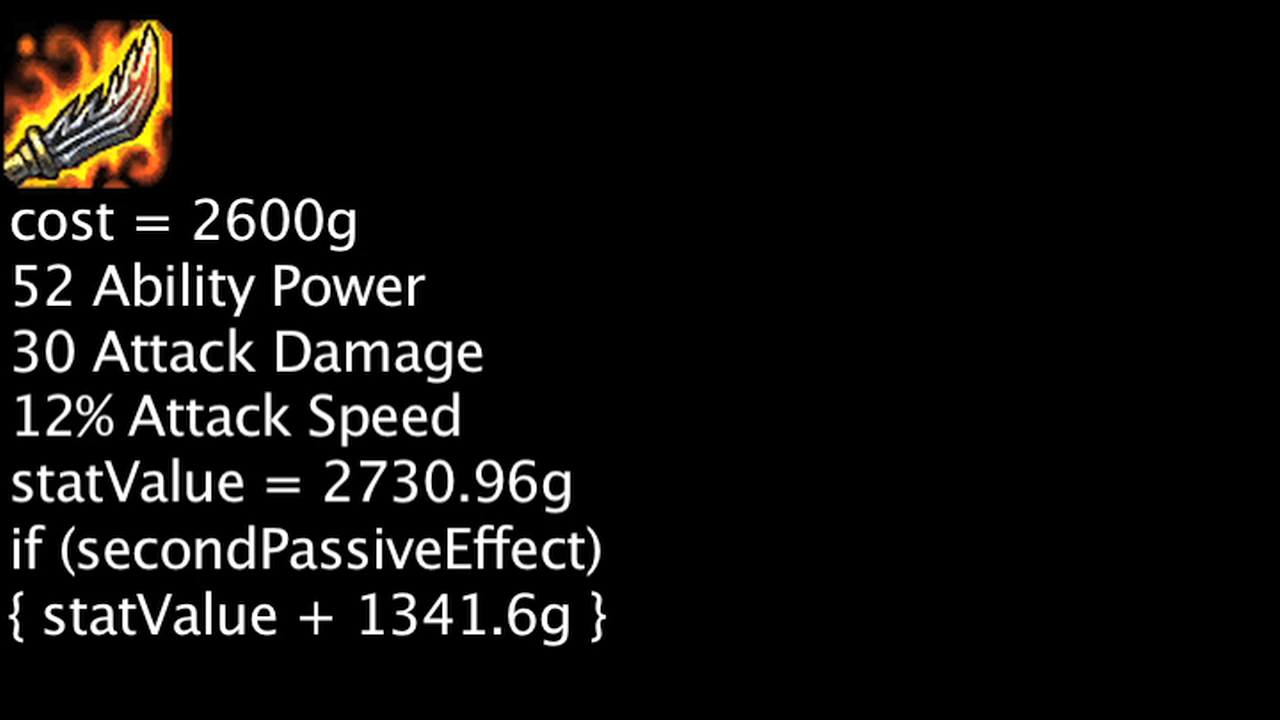 cost = 2600g
52 Ability Power
30 Attack Damage
12% Attack Speed
statValue = 2730.96g
if (secondPassiveEffect)
{ statValue + 1341.6g }